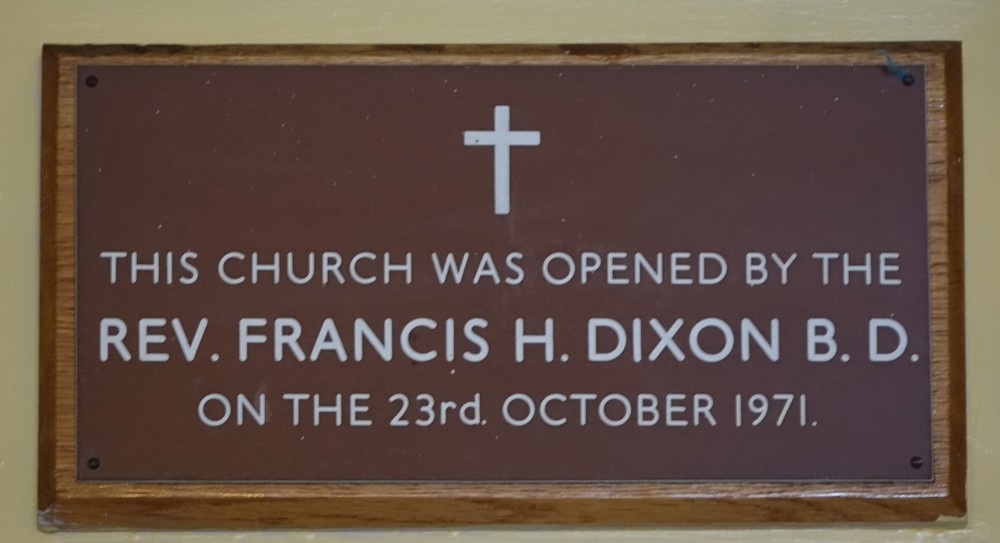 THIS CHURCH WAS OPENED BY THE
REV. FRANCIS H. DIXON B. D.
ON THE 23rd. OCTOBER 1971.